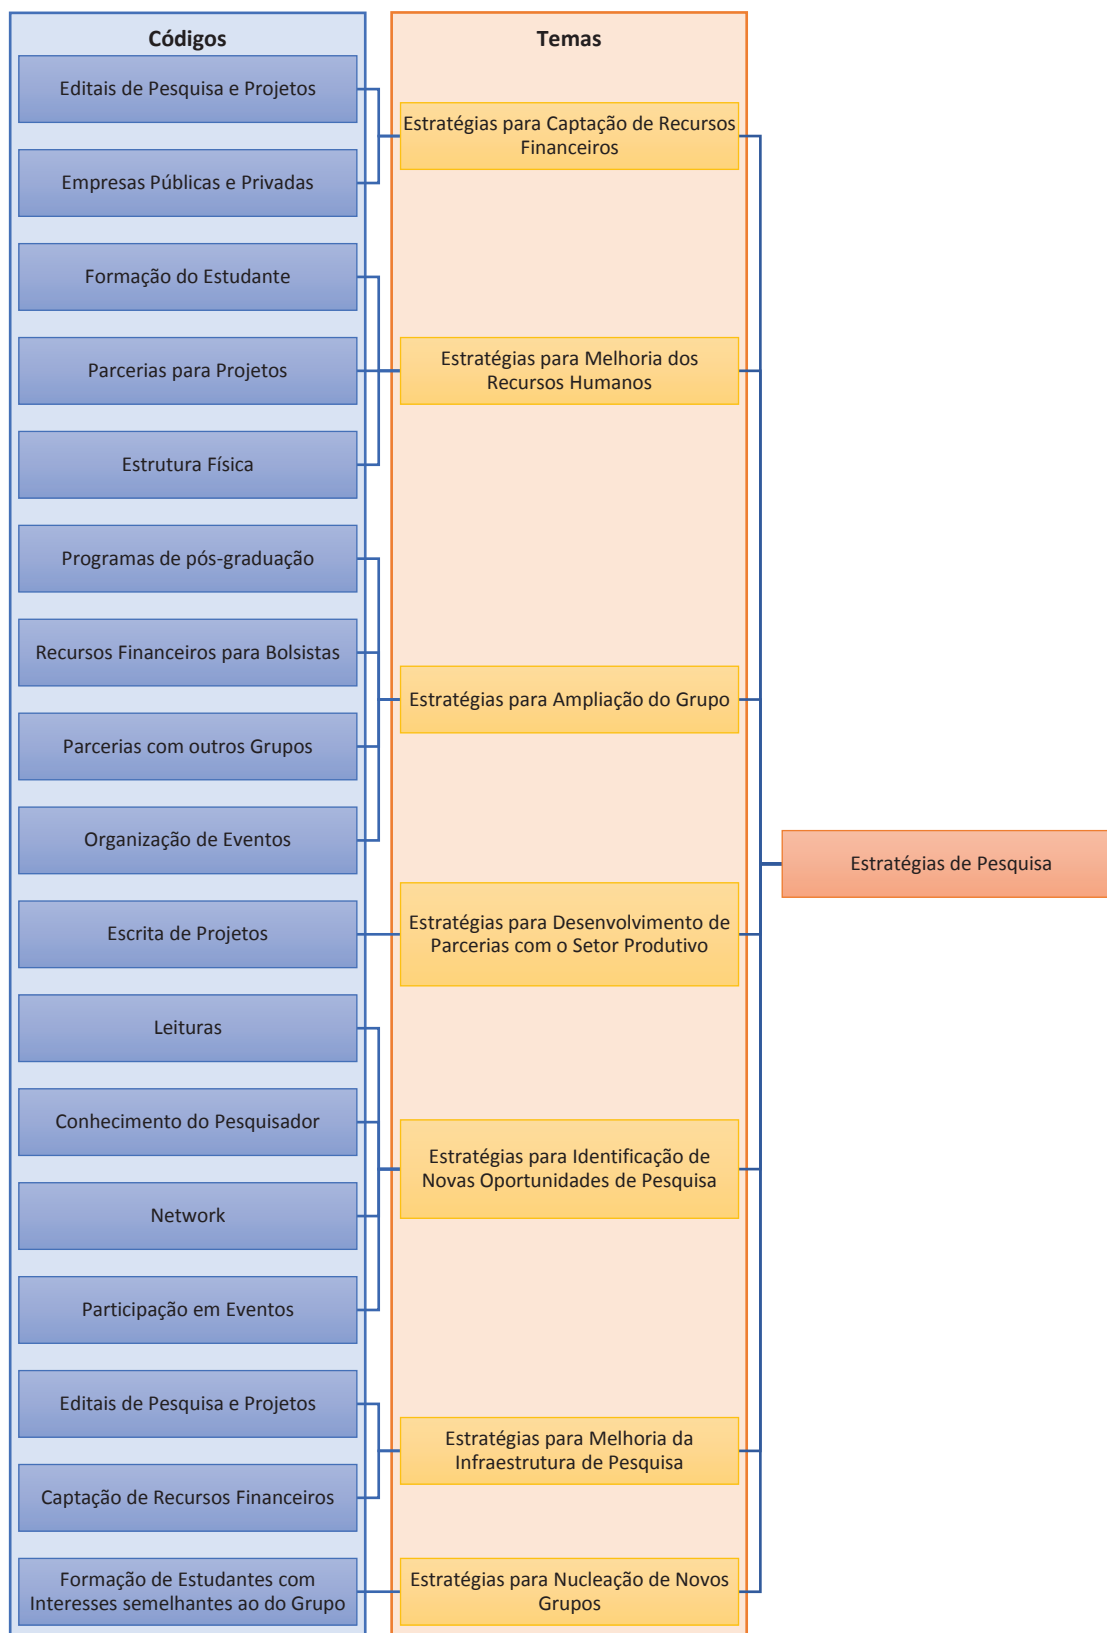 Códigos
Editais de Pesquisa e Projetos
Empresas Públicas e Privadas
Formação do Estudante
Parcerias para Projetos
Estrutura Física
Programas de pós-graduação
Recursos Financeiros para Bolsistas
Parcerias com outros Grupos
Organização de Eventos
Escrita de Projetos
Leituras
Conhecimento do Pesquisador
Network
Participação em Eventos
Editais de Pesquisa e Projetos
Captação de Recursos Financeiros
Formação de Estudantes com
Interesses semelhantes ao do Grupo
Temas
Estratégias para Captação de Recursos
Financeiros
Estratégias para Melhoria dos
Recursos Humanos
Estratégias para Ampliação do Grupo
Estratégias para Desenvolvimento de
Parcerias com o Setor Produtivo
Estratégias para Identificação de
Novas Oportunidades de Pesquisa
Estratégias para Melhoria da
Infraestrutura de Pesquisa
Estratégias para Nucleação de Novos
Grupos
Estratégias de Pesquisa